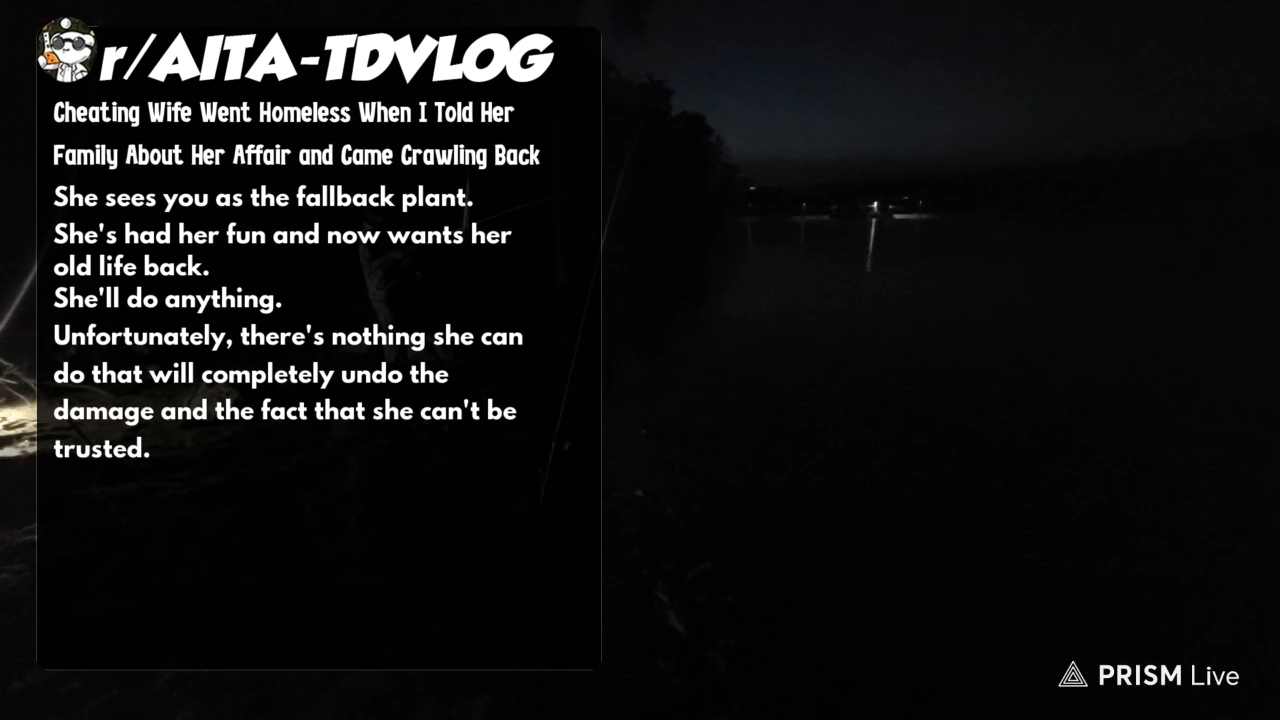 r/AITA-TDVLOG
Cheating Wife Went Homeless When I Told Her
Family About Her Affair and Came Crawling Back
She sees you as the fallback plant.
She's had her fun and now wants her
old life back.
She'll do anything.
Unfortunately, there's nothing she can
do that will completely undo the
damage and the fact that she can't be
trusted.
PRISM Live